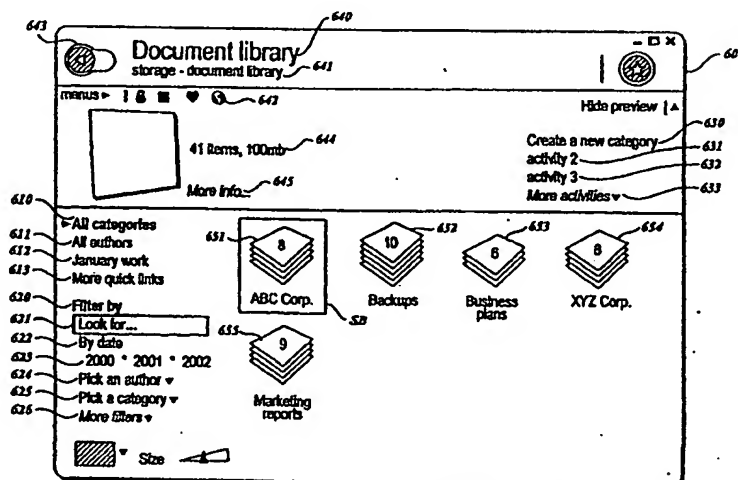 643
640
Document library
storage - document library
641
60
menus
642
Hide preview
630
41 items, 100mb
644
Create a new category
631
activity 2
632
activity 3
633
More info...
645
More activities
610
All categories
611
All authors
612
January work
613
More quick links
620
Filter by
621
Look for...
622
By date
623
2000 * 2001 * 2002
624
Pick an author
625
Pick a category
626
More filters
Size
651
8
ABC Corp.
SB
652
10
Backups
653
6
Business
plans
654
8
XYZ Corp.
655
9
Marketing
reports